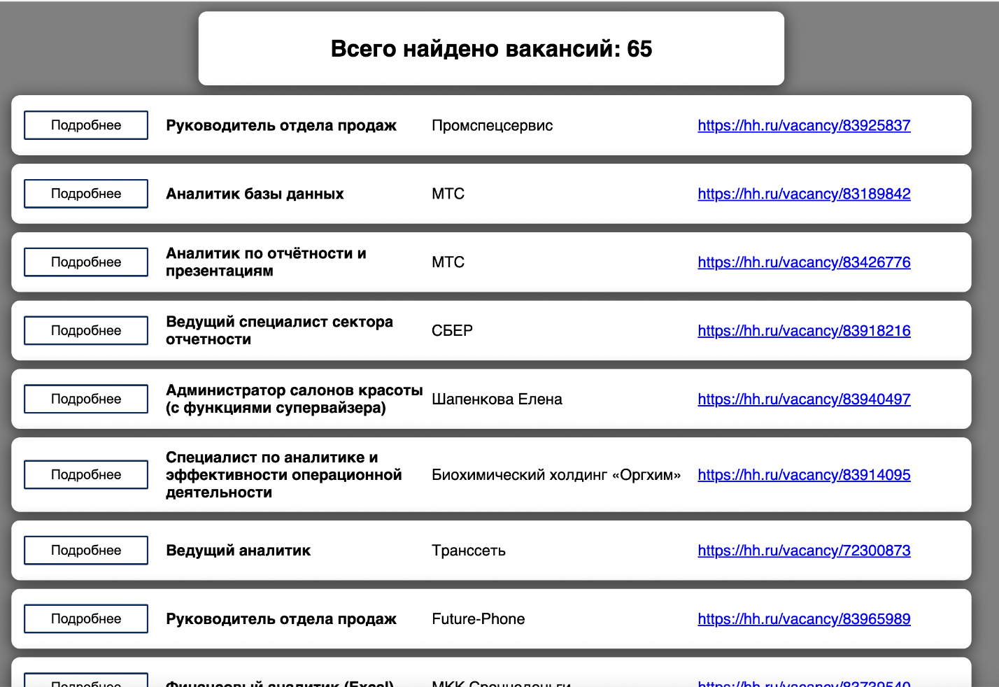 Всего найдено вакансий: 65
Подробнее Руководитель отдела продаж Промспецсервис https://hh.ru/vacancy/83925837
Подробнее Аналитик базы данных МТС https://hh.ru/vacancy/83189842
Подробнее Аналитик по отчётности и
презентациям МТС https://hh.ru/vacancy/83426776
Подробнее Ведущий специалист сектора
отчетности СБЕР https://hh.ru/vacancy/83918216
Подробнее Администратор салонов красоты
(с функциями супервайзера) Шапенкова Елена https://hh.ru/vacancy/83940497
Подробнее Специалист по аналитике и
эффективности операционной
деятельности Биохимический холдинг «Оргхим» https://hh.ru/vacancy/83914095
Подробнее Ведущий аналитик Транссеть https://hh.ru/vacancy/72300873
Подробнее Руководитель отдела продаж Future-Phone https://hh.ru/vacancy/83965989
Подробнее Финансовый аналитик (Excel) МКК Срочноденьги https://hh.ru/vacancy/83739540